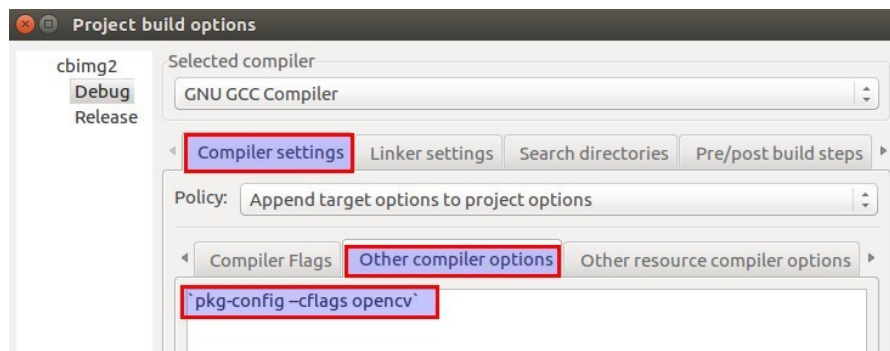 Project build options
cbimg2
Debug
Release
Selected compiler
GNU GCC Compiler
Compiler settings Linker settings Search directories Pre/post build steps
Policy: Append target options to project options
Compiler Flags Other compiler options Other resource compiler options
`pkg-config --cflags opencv`